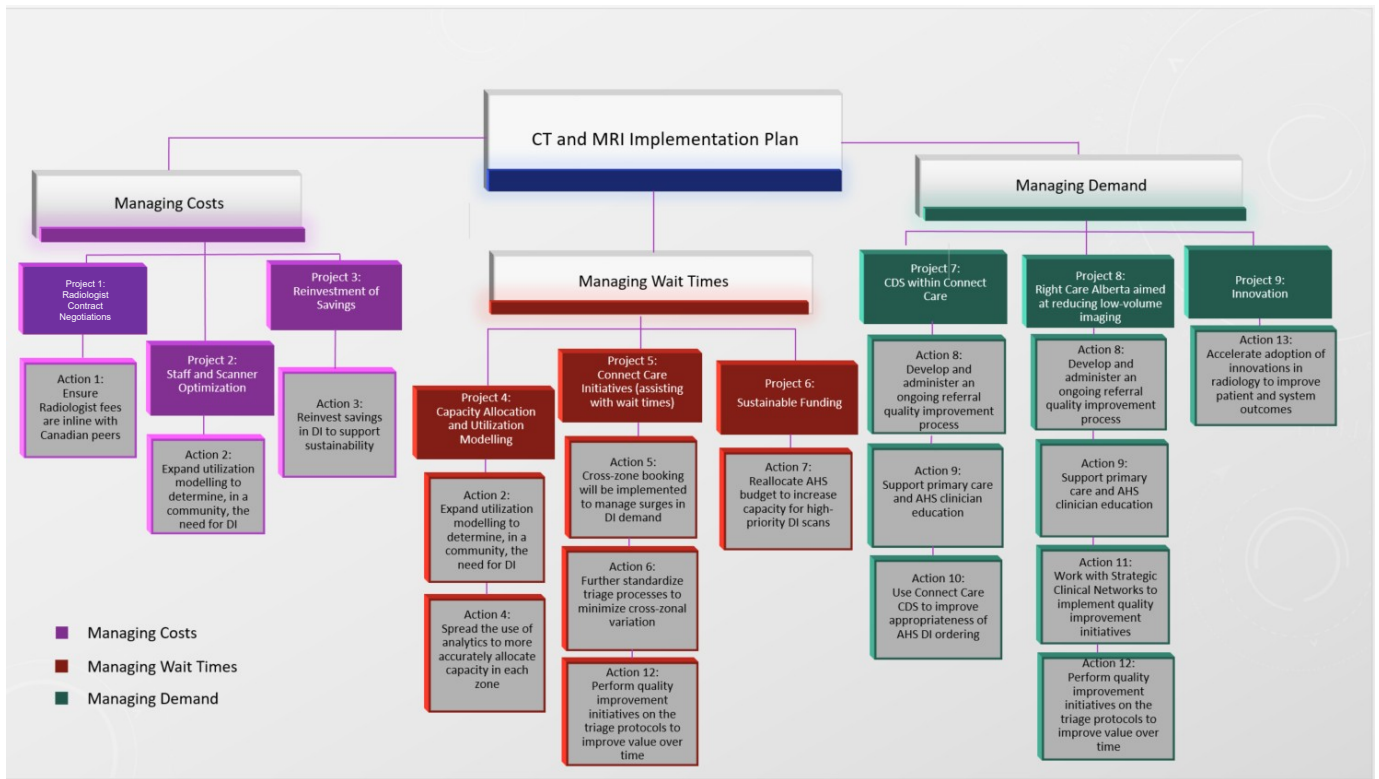 CT and MRI Implementation Plan
Managing Costs
Project 1:
Radiologist
Contract
Negotiations
Action 1:
Ensure
Radiologist fees
are inline with
Canadian peers
Project 2:
Staff and Scanner
Optimization
Action 2:
Expand utilization
modelling to
determine, in a
community, the
need for DI
Project 3:
Reinvestment of
Savings
Action 3:
Reinvest savings
in DI to support
sustainability
Managing Wait Times
Project 4:
Capacity Allocation
and Utilization
Modelling
Action 2:
Expand utilization
modelling to
determine, in a
community, the
need for DI
Action 4:
Spread the use of
analytics to more
accurately allocate
capacity in each
zone
Project 5:
Connect Care
Initiatives (assisting
with wait times)
Action 5:
Cross-zone booking
will be implemented
to manage surges in
DI demand
Action 6:
Further standardize
triage processes to
minimize cross-zonal
variation
Action 12:
Perform quality
improvement
initiatives on the
triage protocols to
improve value over
time
Project 6:
Sustainable Funding
Action 7:
Reallocate AHS
budget to increase
capacity for high-
priority DI scans
Managing Demand
Project 7:
CDS within Connect
Care
Action 8:
Develop and
administer an
ongoing referral
quality improvement
process
Action 9:
Support primary care
and AHS clinician
education
Action 10:
Use Connect Care
CDS to improve
appropriateness of
AHS DI ordering
Project 8:
Right Care Alberta aimed
at reducing low-volume
imaging
Action 8:
Develop and
administer an
ongoing referral
quality improvement
process
Action 9:
Support primary
care and AHS
clinician education
Action 11:
Work with Strategic
Clinical Networks to
implement quality
improvement
initiatives
Action 12:
Perform quality
improvement
initiatives on the
triage protocols to
improve value over
time
Project 9:
Innovation
Action 13:
Accelerate adoption of
innovations in
radiology to improve
patient and system
outcomes
Managing Costs
Managing Wait Times
Managing Demand